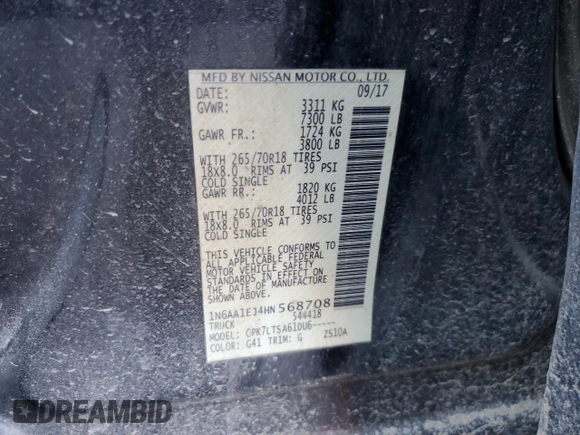 MFD BY NISSAN MOTOR CO., LTD.
DATE: 09/17
GVWR: 3311 KG
7300 LB
GAWR FR.: 1724 KG
3800 LB
WITH 265/70R18 TIRES
18x8.0 RIMS AT 39 PSI
COLD SINGLE
GAWR RR.: 1820 KG
4012 LB
WITH 265/70R18 TIRES
18x8.0 RIMS AT 39 PSI
COLD SINGLE
THIS VEHICLE CONFORMS TO
ALL APPLICABLE FEDERAL
MOTOR VEHICLE SAFETY
STANDARDS IN EFFECT ON
THE DATE OF MANUFACTURE
SHOWN ABOVE.
1N6AA1EJ4HN568708
TRUCK 544418
MODEL: CPK7LTSA61DU6-----
COLOR: G41 TRIM: G ZS10A
DREAMBID